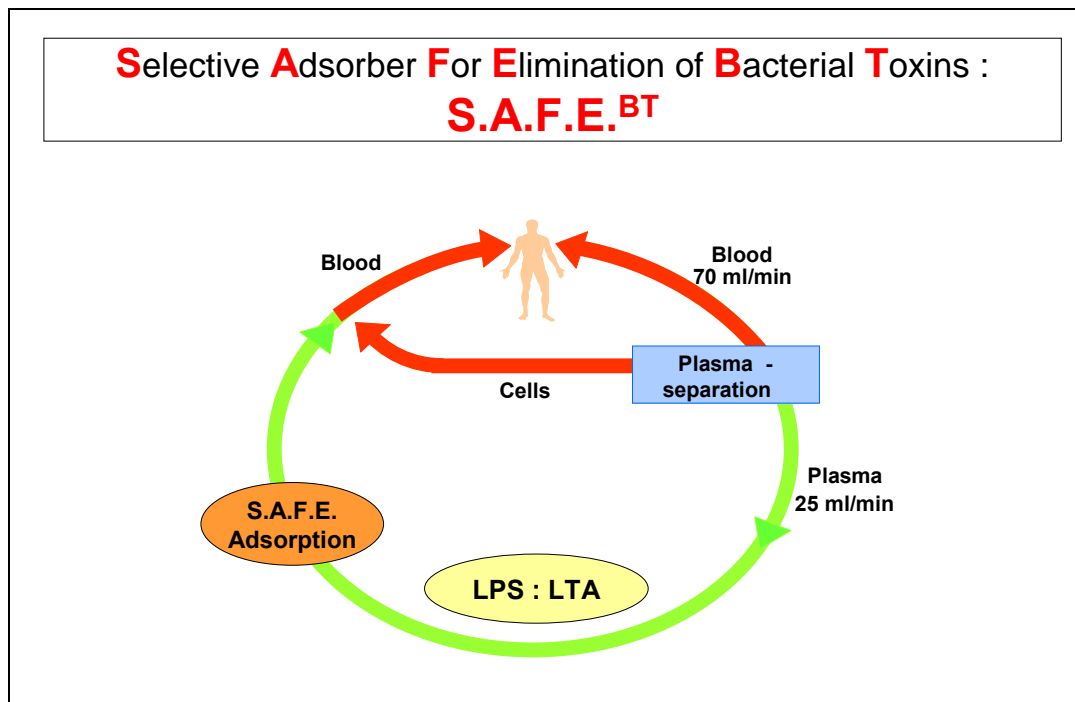 Selective Adsorber For Elimination of Bacterial Toxins :
S.A.F.E.BT
Blood
Blood
70 ml/min
Plasma -
separation
Cells
Plasma
25 ml/min
S.A.F.E.
Adsorption
LPS : LTA